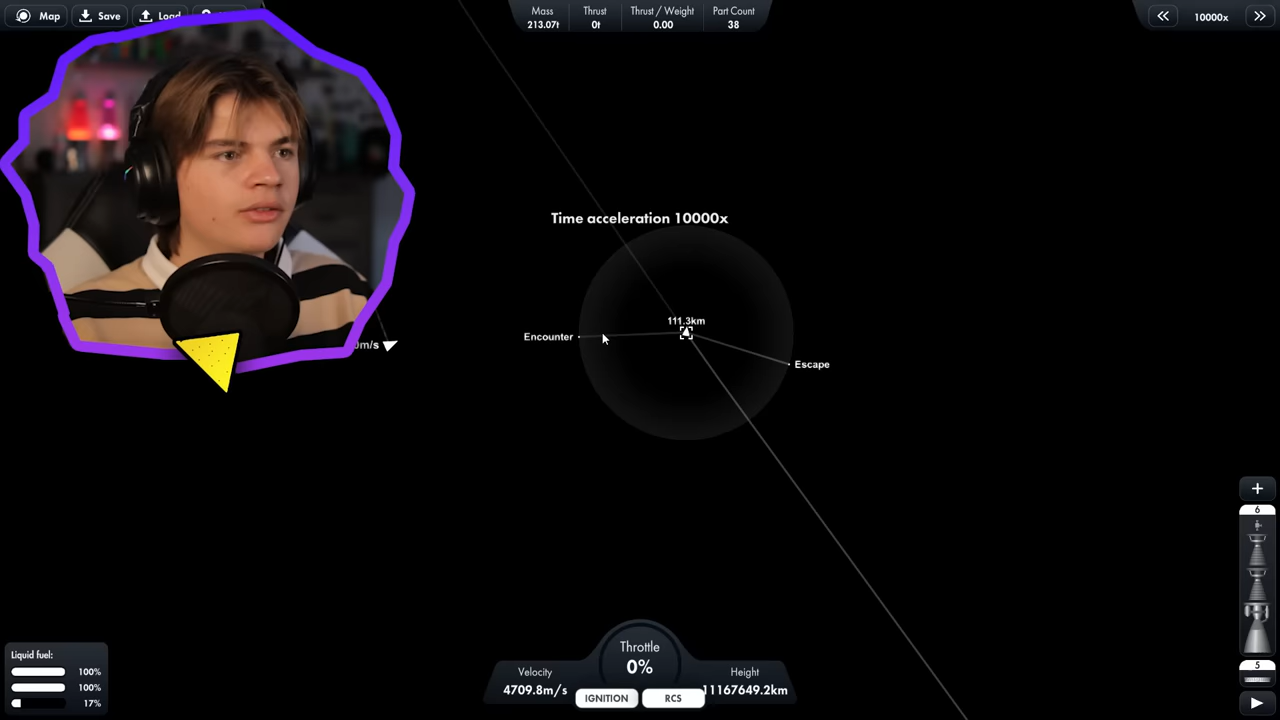 Map
Save
Load
Mass
213.07t
Thrust
0t
Thrust / Weight
0.00
Part Count
38
10000x
Time acceleration 10000x
111.3km
Encounter
Escape
m/s
6
5
Liquid fuel:
100%
100%
17%
Throttle
0%
Velocity
4709.8m/s
Height
11167649.2km
IGNITION
RCS